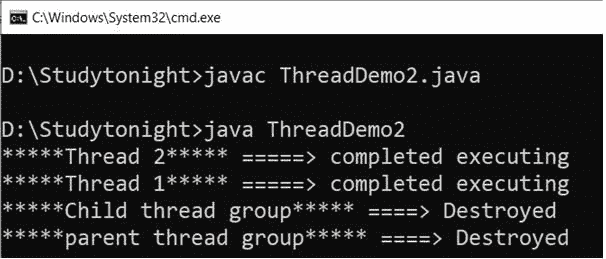 C:\Windows\System32\cmd.exe
D:\Studytonight>javac ThreadDemo2.java
D:\Studytonight>java ThreadDemo2
*****Thread 2***** =====> completed executing
*****Thread 1***** =====> completed executing
*****Child thread group***** ====> Destroyed
*****parent thread group***** ====> Destroyed